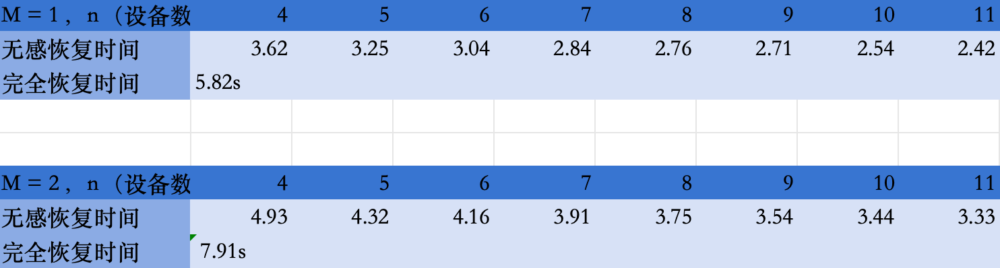 M = 1，n（设备数 4 5 6 7 8 9 10 11
无感恢复时间 3.62 3.25 3.04 2.84 2.76 2.71 2.54 2.42
完全恢复时间 5.82s
M = 2，n（设备数 4 5 6 7 8 9 10 11
无感恢复时间 4.93 4.32 4.16 3.91 3.75 3.54 3.44 3.33
完全恢复时间 7.91s